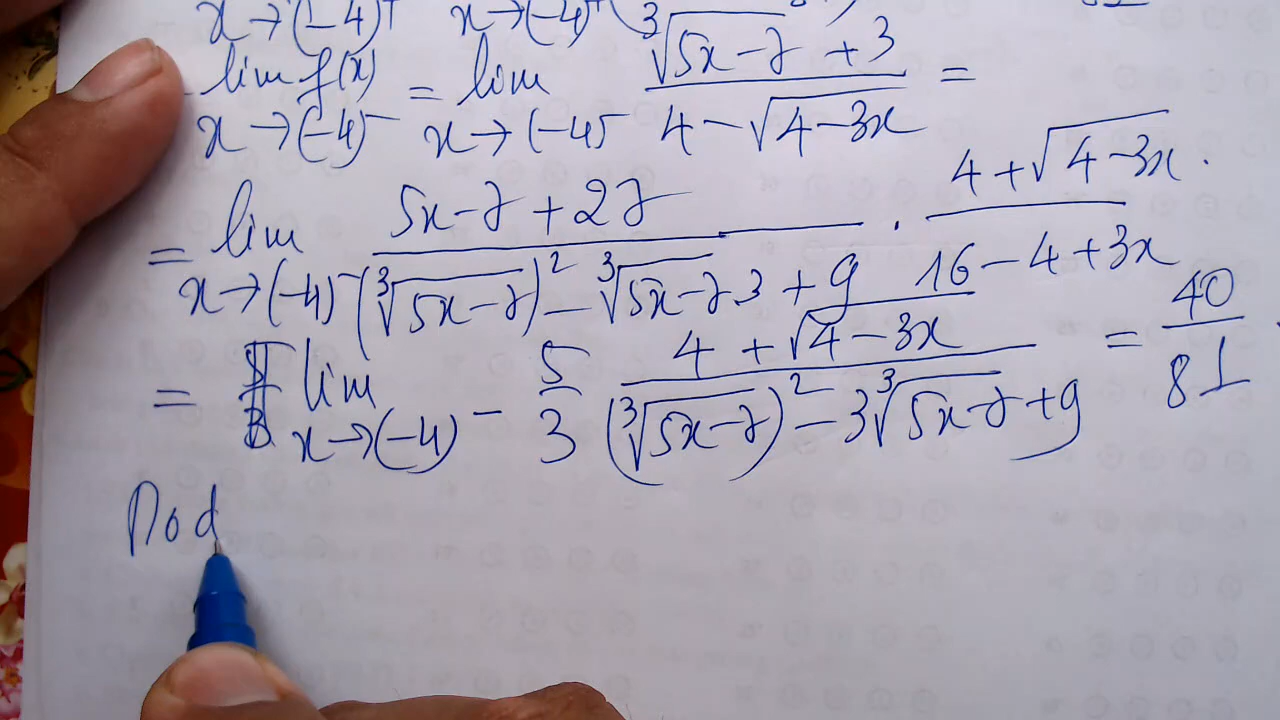 x→(-4)⁺ x→(-4)⁺
lim f(x) = lim (∛(5x-7) + 3)/(4-√(4-3x)) =
x→(-4)⁻ x→(-4)⁻
= lim (5x-7+27)/((∛(5x-7))² - ∛(5x-7).3 + 9) . (4+√(4-3x))/(16-4+3x) .
x→(-4)⁻
= lim 5/3 (4+√(4-3x))/((∛(5x-7))² - 3∛(5x-7) + 9) = 40/81 .
x→(-4)⁻
Do đ